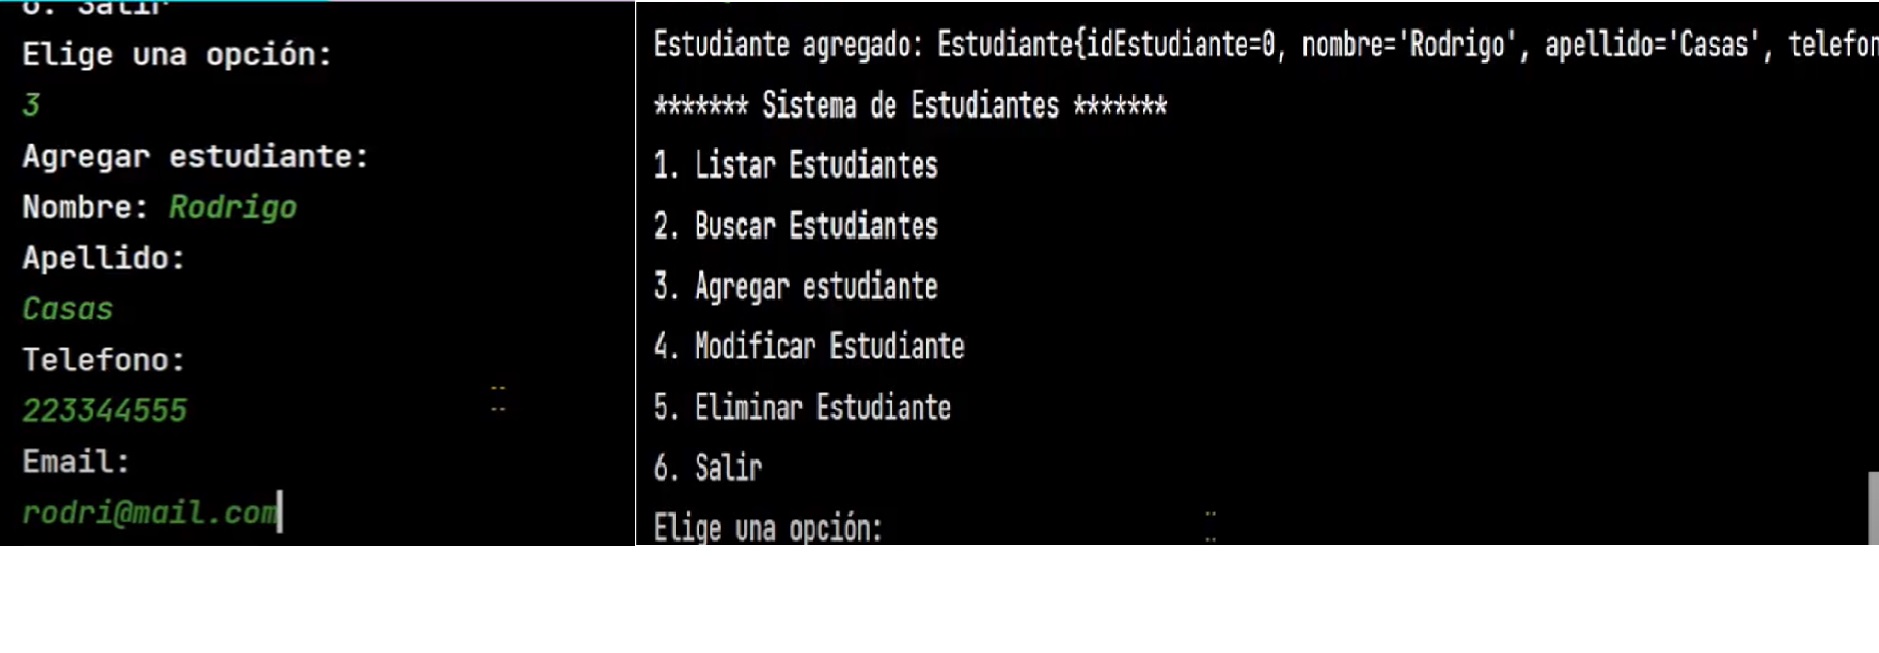 6. Salir
Elige una opción:
3
Agregar estudiante:
Nombre: Rodrigo
Apellido:
Casas
Telefono:
223344555
Email:
rodri@mail.com
Estudiante agregado: Estudiante{idEstudiante=0, nombre='Rodrigo', apellido='Casas', telefon
******* Sistema de Estudiantes *******
1. Listar Estudiantes
2. Buscar Estudiantes
3. Agregar estudiante
4. Modificar Estudiante
5. Eliminar Estudiante
6. Salir
Elige una opción: